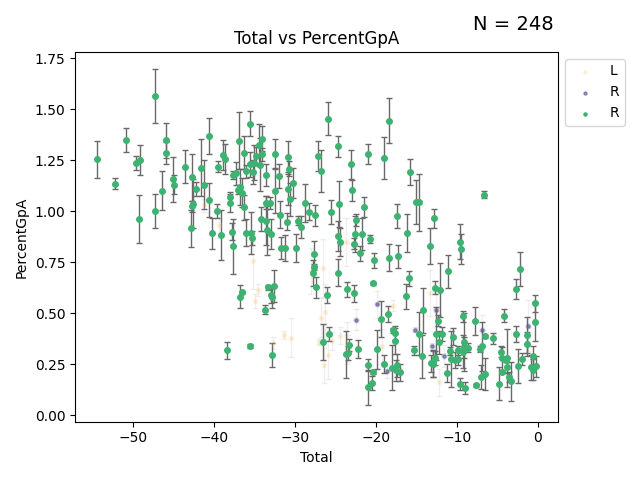 N = 248
Total vs PercentGpA
1.75
1.50
1.25
1.00
0.75
0.50
0.25
0.00
PercentGpA
−50
−40
−30
−20
−10
0
Total
L
R
R